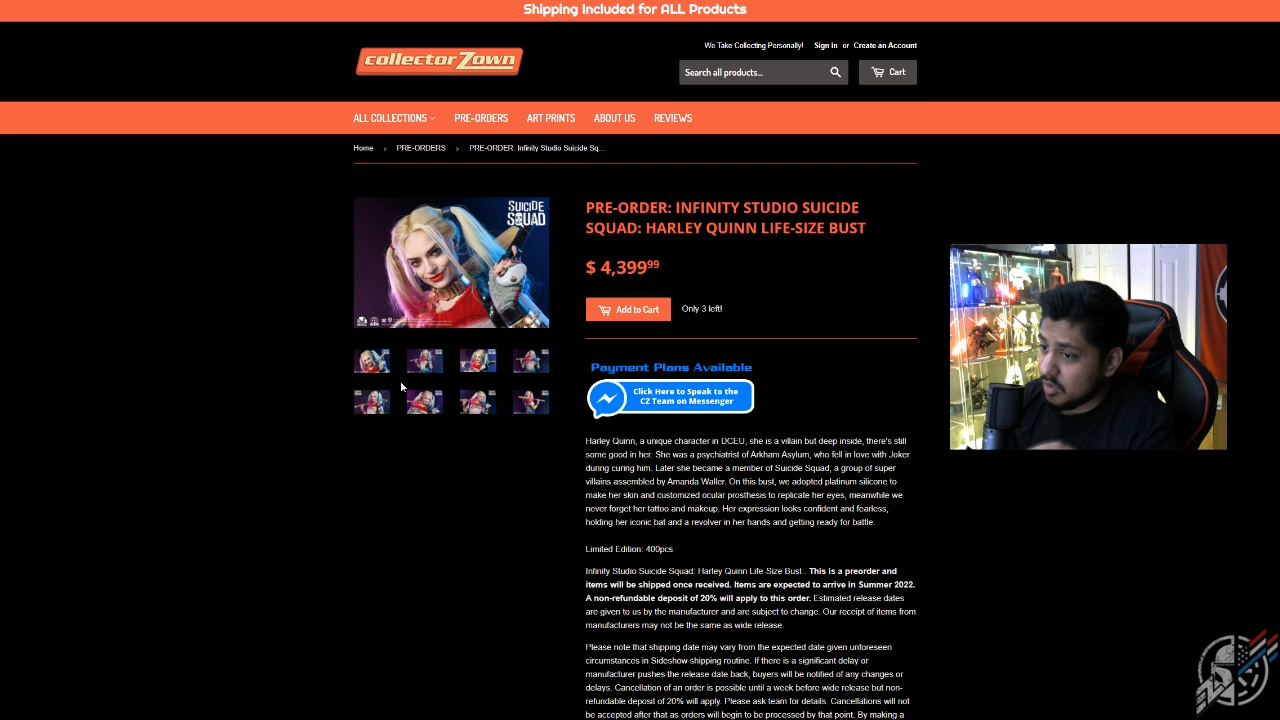 Shipping Included for ALL Products
collectorZown
We Take Collecting Personally! Sign in or Create an Account
Search all products...
Cart
ALL COLLECTIONS
PRE-ORDERS
ART PRINTS
ABOUT US
REVIEWS
Home › PRE-ORDERS › PRE-ORDER: Infinity Studio Suicide Sq...
SUICIDE
SQUAD
PRE-ORDER: INFINITY STUDIO SUICIDE
SQUAD: HARLEY QUINN LIFE-SIZE BUST
$ 4,39999
Add to Cart
Only 3 left!
Payment Plans Available
Click Here to Speak to the
CZ Team on Messenger
Harley Quinn, a unique character in DCEU, she is a villain but deep inside, there's still
some good in her. She was a psychiatrist of Arkham Asylum, who fell in love with Joker
during curing him. Later she became a member of Suicide Squad, a group of super
villains assembled by Amanda Waller. On this bust, we adopted platinum silicone to
make her skin and customized ocular prosthesis to replicate her eyes, meanwhile we
never forget her tattoo and makeup. Her expression looks confident and fearless,
holding her iconic bat and a revolver in her hands and getting ready for battle.
Limited Edition: 400pcs
Infinity Studio Suicide Squad: Harley Quinn Life-Size Bust . This is a preorder and
items will be shipped once received. Items are expected to arrive in Summer 2022.
A non-refundable deposit of 20% will apply to this order. Estimated release dates
are given to us by the manufacturer and are subject to change. Our receipt of items from
manufacturers may not be the same as wide release.
Please note that shipping date may vary from the expected date given unforeseen
circumstances in Sideshow shipping routine. If there is a significant delay or
manufacturer pushes the release date back, buyers will be notified of any changes or
delays. Cancellation of an order is possible until a week before wide release but non-
refundable deposit of 20% will apply. Please ask team for details. Cancellations will not
be accepted after that as orders will begin to be processed by that point. By making a